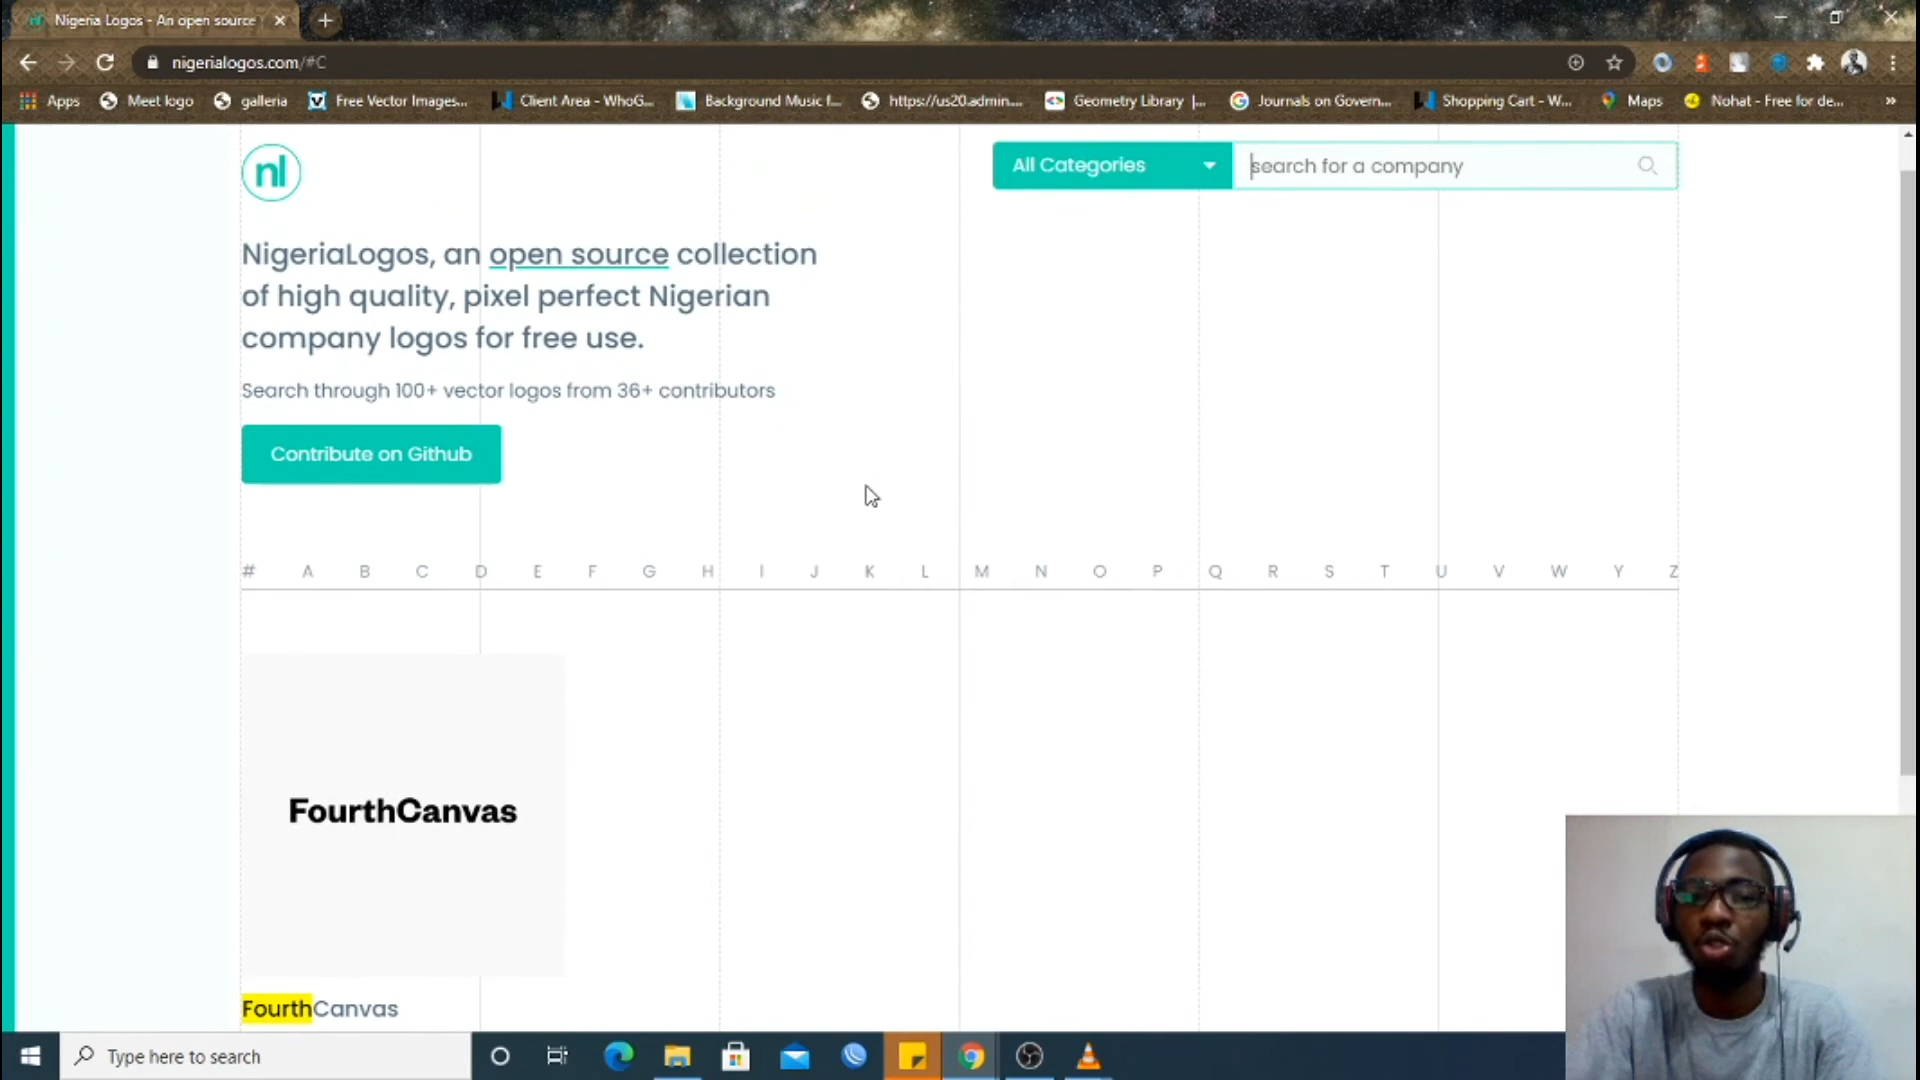 Nigeria Logos - An open source
nigerialogos.com/#C
Apps
Meet logo
galleria
Free Vector Images...
Client Area - WhoG...
Background Music f...
https://us20.admin....
Geometry Library |...
Journals on Govern...
Shopping Cart - W...
Maps
Nohat - Free for de...
»
nl
All Categories
search for a company
NigeriaLogos, an open source collection
of high quality, pixel perfect Nigerian
company logos for free use.
Search through 100+ vector logos from 36+ contributors
Contribute on Github
# A B C D E F G H I J K L M N O P Q R S T U V W Y Z
FourthCanvas
FourthCanvas
Type here to search